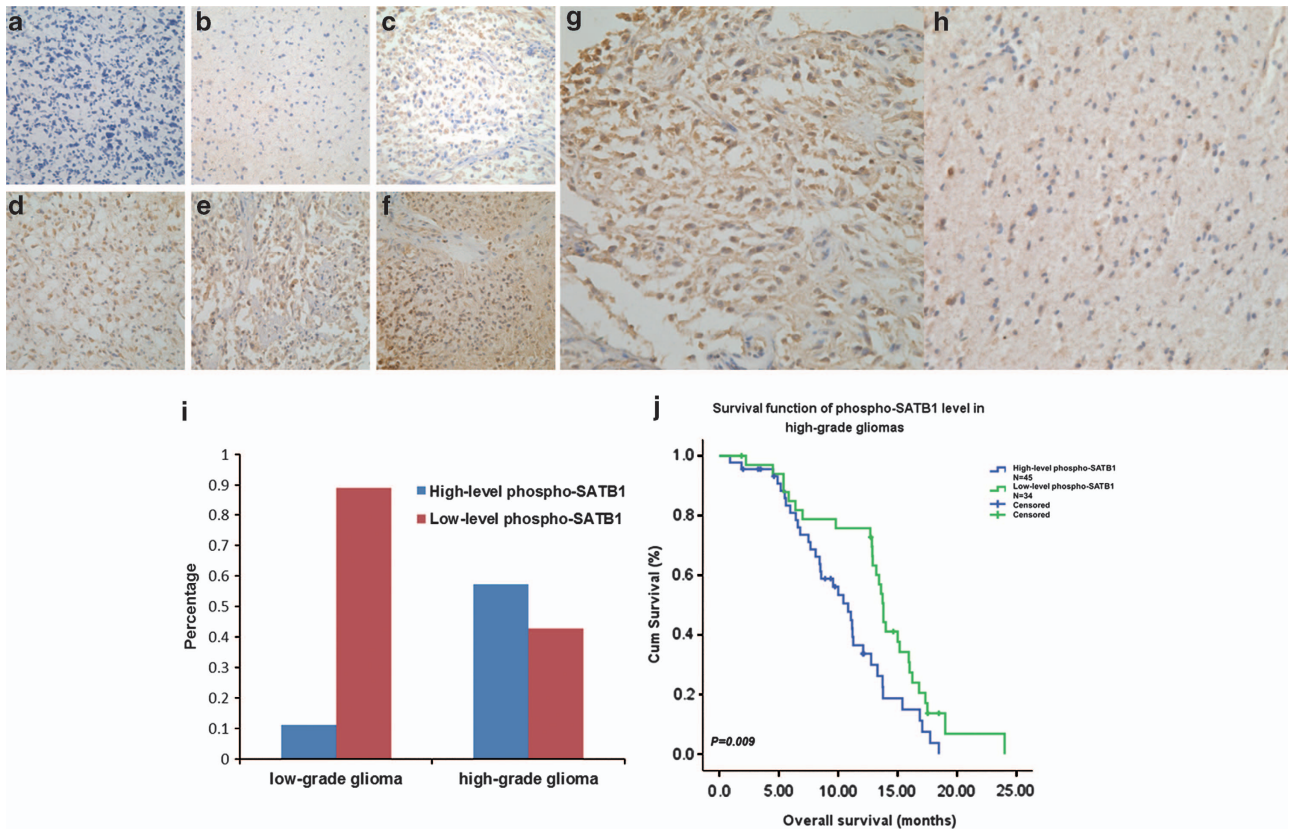 a
b
c
g
h
d
e
f
i
1
0.9
0.8
0.7
0.6
0.5
0.4
0.3
0.2
0.1
0
Percentage
High-level phospho-SATB1
Low-level phospho-SATB1
low-grade glioma
high-grade glioma
j
Survival function of phospho-SATB1 level in
high-grade gliomas
1.0
0.8
0.6
0.4
0.2
0.0
Cum Survival (%)
High-level phospho-SATB1
N=45
Low-level phospho-SATB1
N=34
Censored
Censored
P=0.009
0.0
5.00
10.00
15.00
20.00
25.00
Overall survival (months)